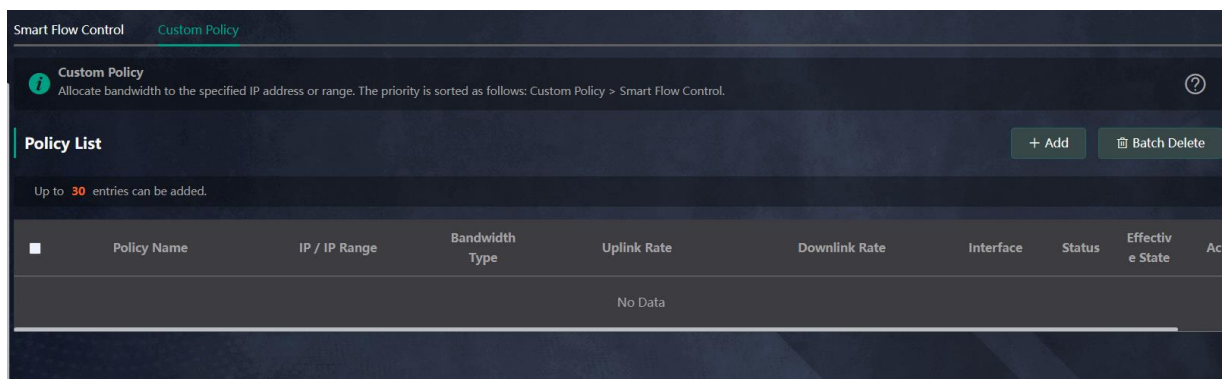 Smart Flow Control Custom Policy
Custom Policy
Allocate bandwidth to the specified IP address or range. The priority is sorted as follows: Custom Policy > Smart Flow Control.
Policy List + Add Batch Delete
Up to 30 entries can be added.
Policy Name IP / IP Range Bandwidth Type Uplink Rate Downlink Rate Interface Status Effectiv e State Ac
No Data